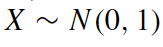 X ∼ N(0, 1)